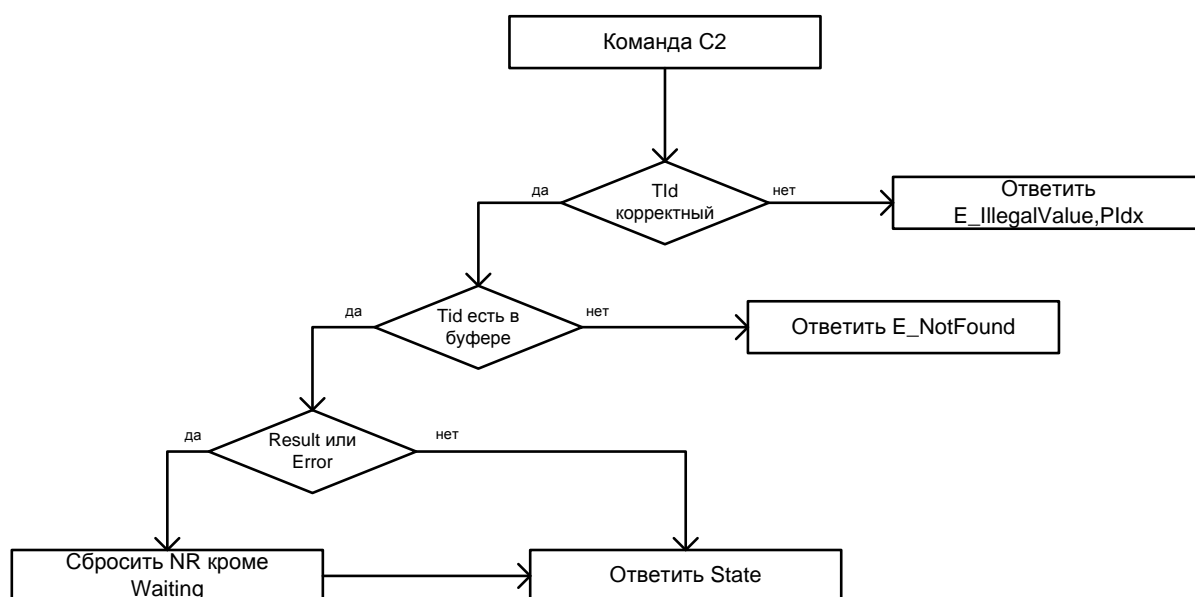 Команда C2
TId
корректный
да
нет
Ответить
E_IllegalValue,PIdx
Tid есть в
буфере
да
нет
Ответить E_NotFound
Result или
Error
да
нет
Сбросить NR кроме
Waiting
Ответить State